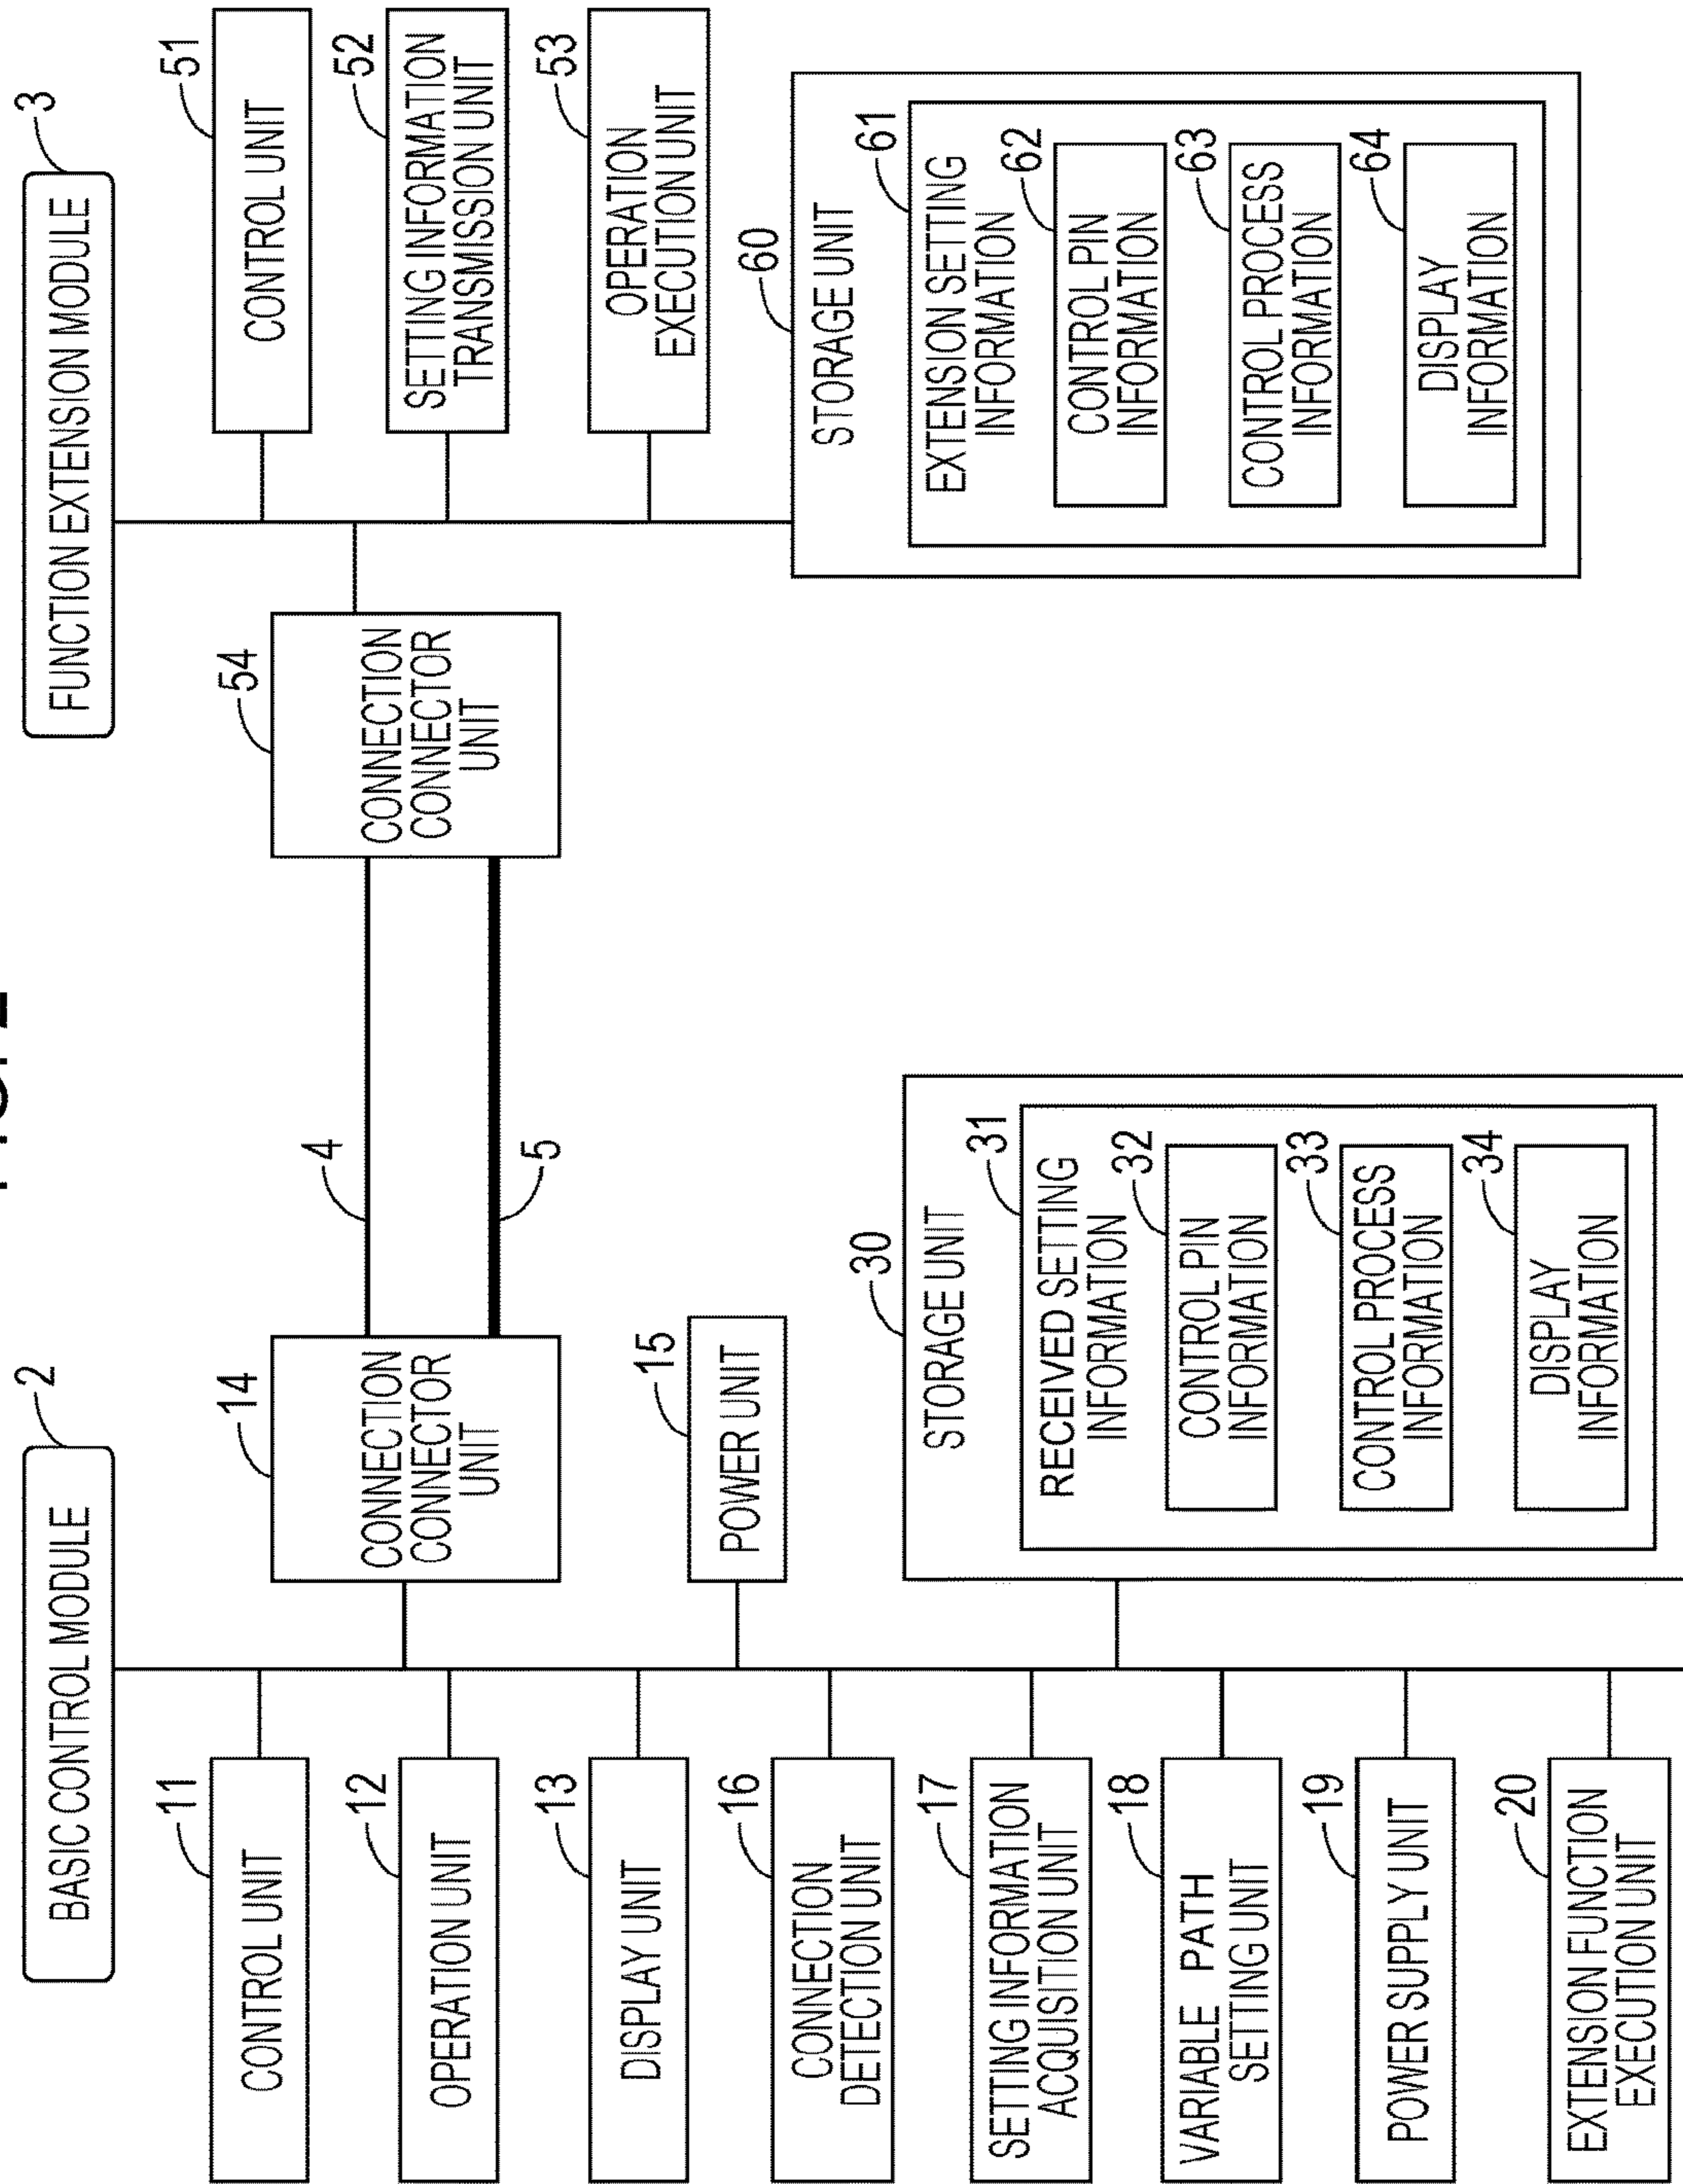 BASIC CONTROL MODULE
2
11
CONTROL UNIT
12
OPERATION UNIT
13
DISPLAY UNIT
16
CONNECTION
DETECTION UNIT
17
SETTING INFORMATION
ACQUISITION UNIT
18
VARIABLE PATH
SETTING UNIT
19
POWER SUPPLY UNIT
20
EXTENSION FUNCTION
EXECUTION UNIT
14
CONNECTION
CONNECTOR
UNIT
15
POWER UNIT
30
STORAGE UNIT
31
RECEIVED SETTING
INFORMATION
32
CONTROL PIN
INFORMATION
33
CONTROL PROCESS
INFORMATION
34
DISPLAY
INFORMATION
4
5
FUNCTION EXTENSION MODULE
3
54
CONNECTION
CONNECTOR
UNIT
51
CONTROL UNIT
52
SETTING INFORMATION
TRANSMISSION UNIT
53
OPERATION
EXECUTION UNIT
60
STORAGE UNIT
61
EXTENSION SETTING
INFORMATION
62
CONTROL PIN
INFORMATION
63
CONTROL PROCESS
INFORMATION
64
DISPLAY
INFORMATION